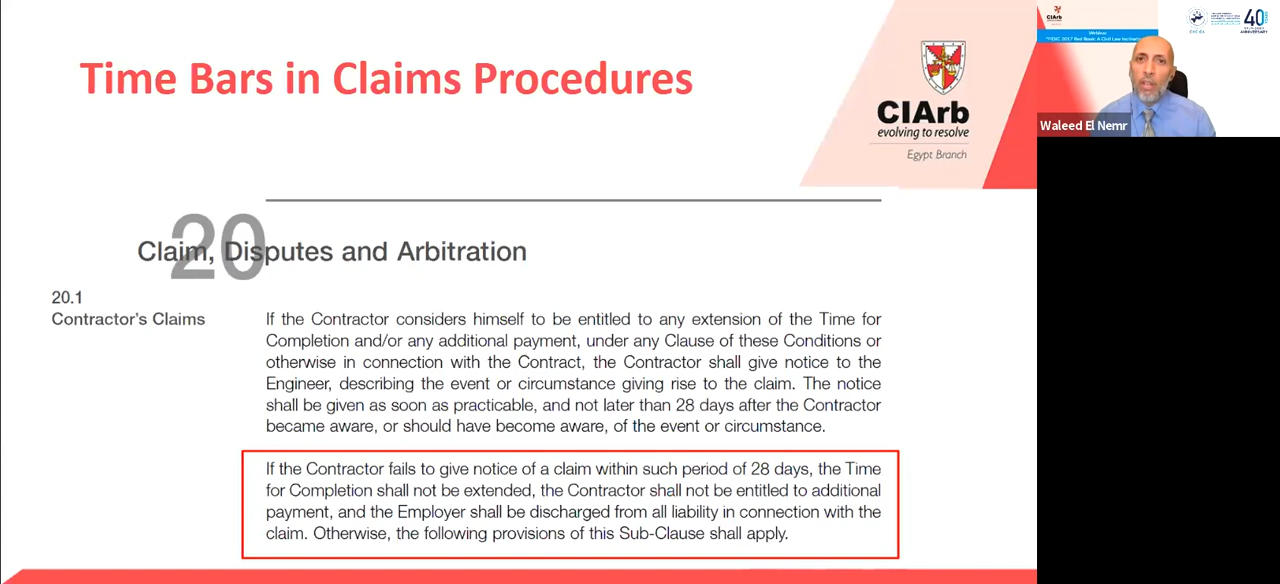 Time Bars in Claims Procedures
CIArb
evolving to resolve
Egypt Branch
20
Claim, Disputes and Arbitration
20.1
Contractor's Claims
If the Contractor considers himself to be entitled to any extension of the Time for
Completion and/or any additional payment, under any Clause of these Conditions or
otherwise in connection with the Contract, the Contractor shall give notice to the
Engineer, describing the event or circumstance giving rise to the claim. The notice
shall be given as soon as practicable, and not later than 28 days after the Contractor
became aware, or should have become aware, of the event or circumstance.
If the Contractor fails to give notice of a claim within such period of 28 days, the Time
for Completion shall not be extended, the Contractor shall not be entitled to additional
payment, and the Employer shall be discharged from all liability in connection with the
claim. Otherwise, the following provisions of this Sub-Clause shall apply.
CIArb
Webinar
40
YEARS
ANNIVERSARY
Waleed El Nemr